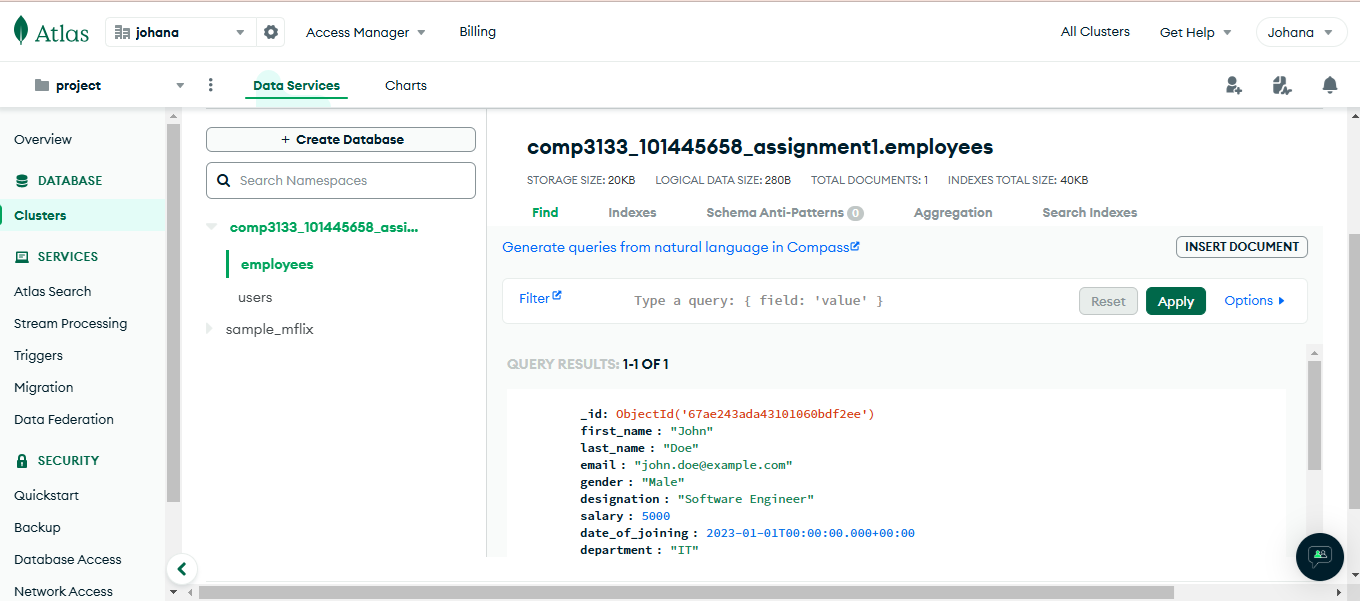 Atlas
johana
Access Manager
Billing
All Clusters
Get Help
Johana
project
Data Services
Charts
Overview
DATABASE
Clusters
SERVICES
Atlas Search
Stream Processing
Triggers
Migration
Data Federation
SECURITY
Quickstart
Backup
Database Access
Network Access
+ Create Database
Search Namespaces
comp3133_101445658_assi...
employees
users
sample_mflix
comp3133_101445658_assignment1.employees
STORAGE SIZE: 20KB LOGICAL DATA SIZE: 280B TOTAL DOCUMENTS: 1 INDEXES TOTAL SIZE: 40KB
Find Indexes Schema Anti-Patterns 0 Aggregation Search Indexes
Generate queries from natural language in Compass
INSERT DOCUMENT
Filter
Type a query: { field: 'value' }
Reset
Apply
Options
QUERY RESULTS: 1-1 OF 1
_id: ObjectId('67ae243ada43101060bdf2ee')
first_name : "John"
last_name : "Doe"
email : "john.doe@example.com"
gender : "Male"
designation : "Software Engineer"
salary : 5000
date_of_joining : 2023-01-01T00:00:00.000+00:00
department : "IT"